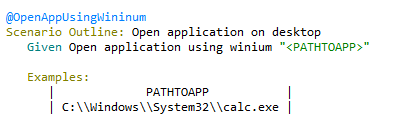 @OpenAppUsingWininum
Scenario Outline: Open application on desktop
Given Open application using winium "<PATHTOAPP>"
Examples:
| PATHTOAPP |
| C:\\Windows\\System32\\calc.exe |